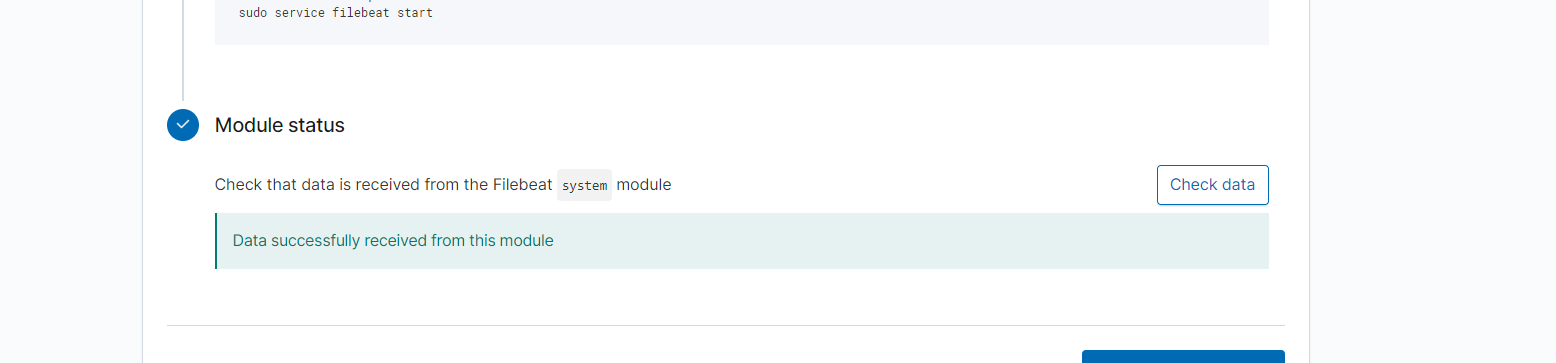 sudo service filebeat start
Module status
Check that data is received from the Filebeat system module
Check data
Data successfully received from this module